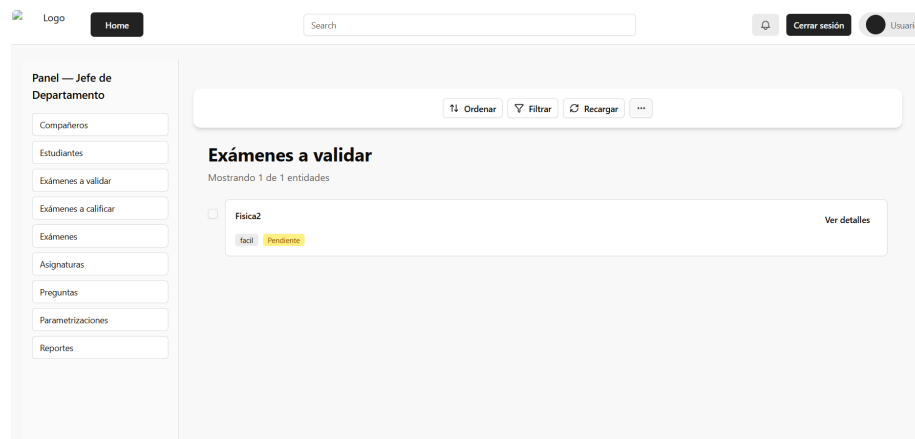 Logo
Home
Search
Cerrar sesión
Panel — Jefe de
Departamento
Compañeros
Estudiantes
Exámenes a validar
Exámenes a calificar
Exámenes
Asignaturas
Preguntas
Parametrizaciones
Reportes
Ordenar
Filtrar
Recargar
...
Exámenes a validar
Mostrando 1 de 1 entidades
Fisica2
Ver detalles
facil
Pendiente